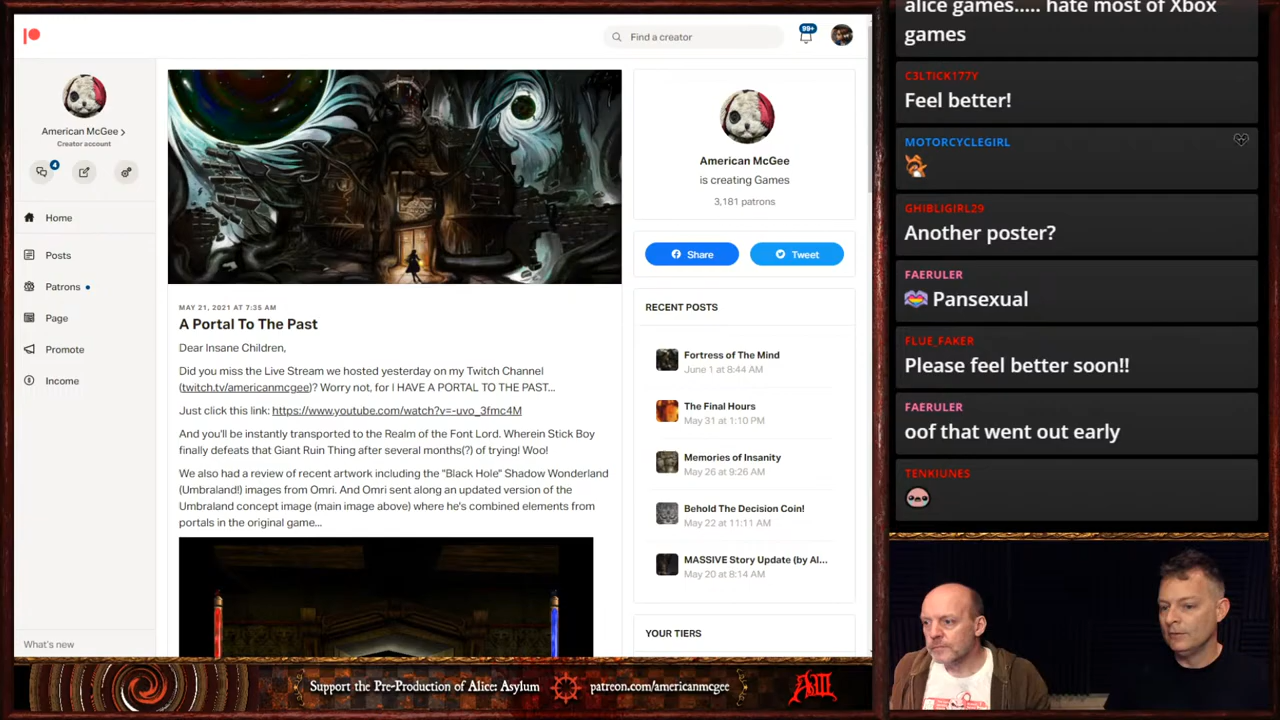 Find a creator
99+
American McGee
Creator account
4
Home
Posts
Patrons
Page
Promote
Income
What's new
MAY 21, 2021 AT 7:35 AM
A Portal To The Past
Dear Insane Children,
Did you miss the Live Stream we hosted yesterday on my Twitch Channel
(twitch.tv/americanmcgee)? Worry not, for I HAVE A PORTAL TO THE PAST...
Just click this link: https://www.youtube.com/watch?v=-uvo_3fmc4M
And you'll be instantly transported to the Realm of the Font Lord. Wherein Stick Boy
finally defeats that Giant Ruin Thing after several months(?) of trying! Woo!
We also had a review of recent artwork including the "Black Hole" Shadow Wonderland
(Umbraland!) images from Omri. And Omri sent along an updated version of the
Umbraland concept image (main image above) where he's combined elements from
portals in the original game...
American McGee
is creating Games
3,181 patrons
Share
Tweet
RECENT POSTS
Fortress of The Mind
June 1 at 8:44 AM
The Final Hours
May 31 at 1:10 PM
Memories of Insanity
May 26 at 9:26 AM
Behold The Decision Coin!
May 22 at 11:11 AM
MASSIVE Story Update (by Al...
May 20 at 8:14 AM
YOUR TIERS
alice games..... hate most of Xbox
games
C3LTICK177Y
Feel better!
MOTORCYCLEGIRL
GHIBLIGIRL29
Another poster?
FAERULER
Pansexual
FLUE_FAKER
Please feel better soon!!
FAERULER
oof that went out early
TENKIUNES
Support the Pre-Production of Alice: Asylum
patreon.com/americanmcgee